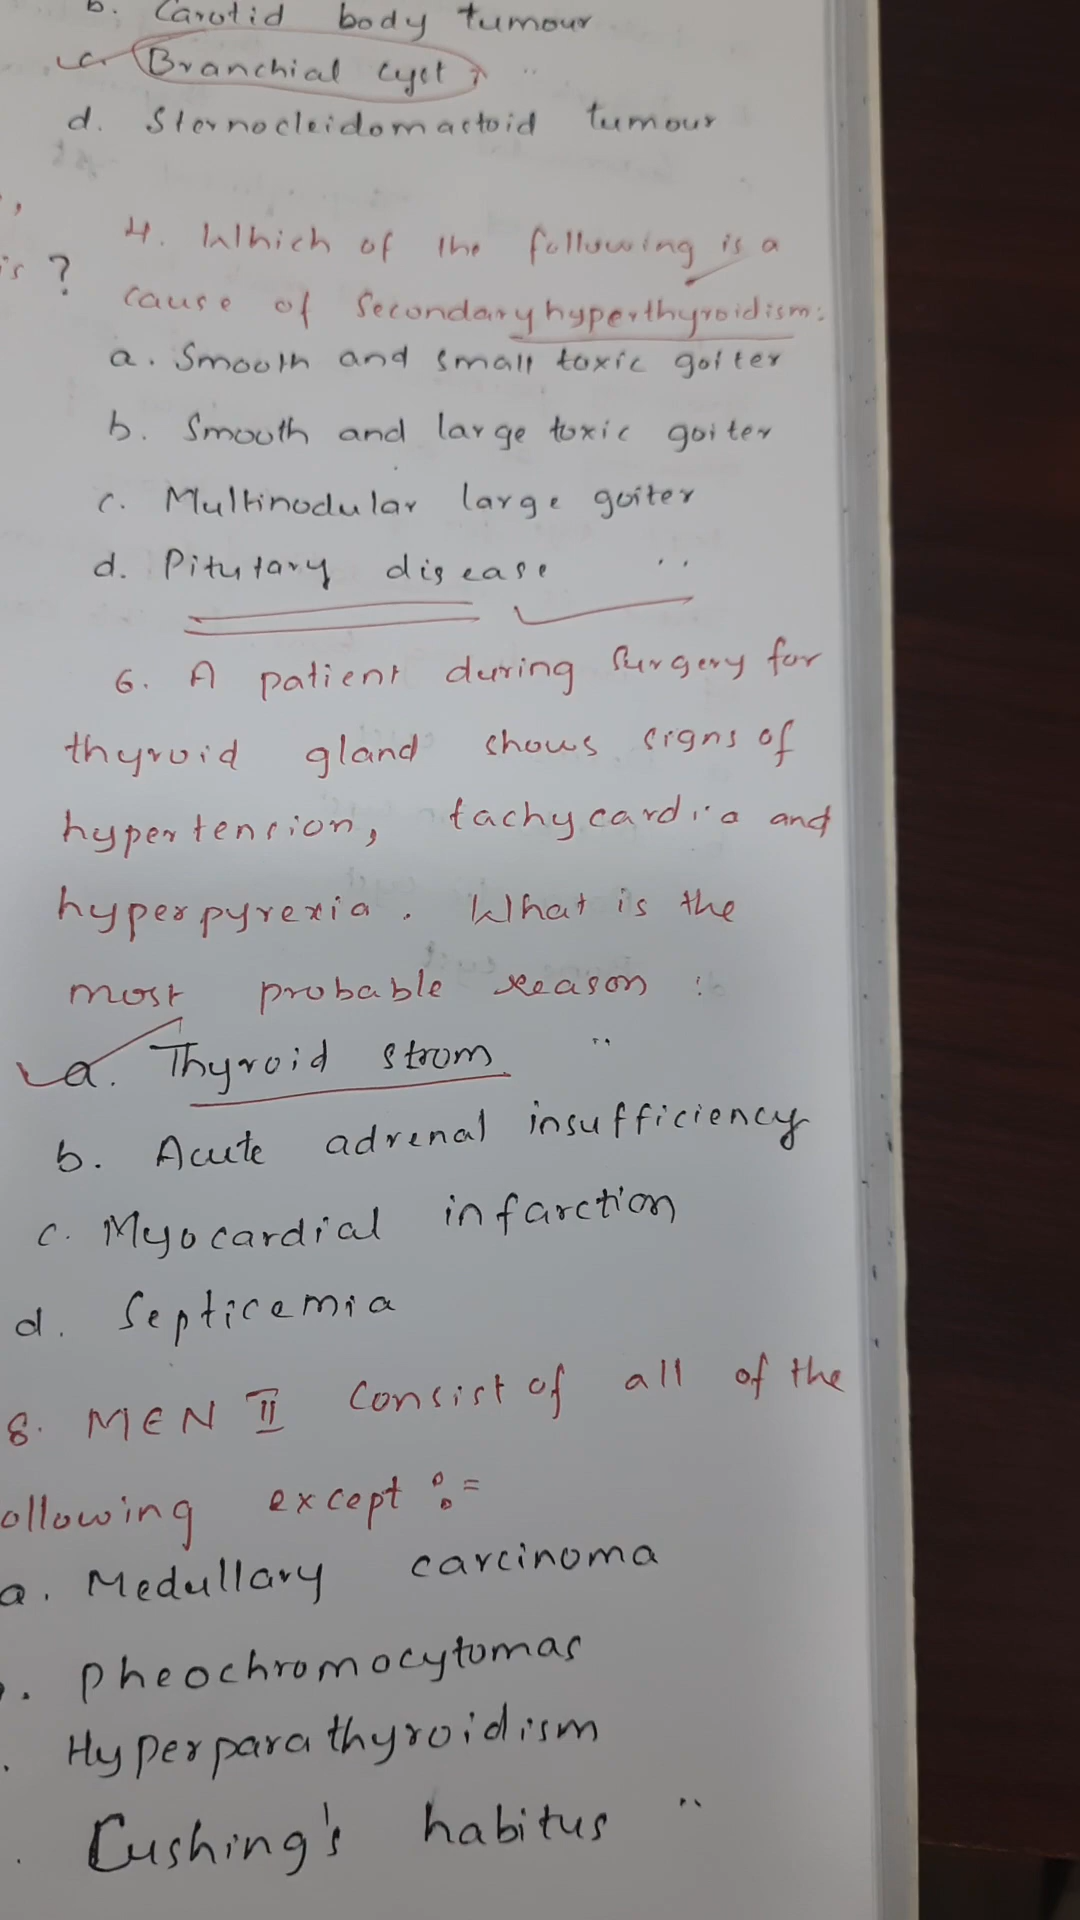 b. Carotid body tumour
c. Branchial cyst
d. Sternocleidomastoid tumour
4. Which of the following is a
is ? cause of Secondary hyperthyroidism:
a. Smooth and small toxic goiter
b. Smooth and large toxic goiter
c. Multinodular large goiter
d. Pitutary disease
6. A patient during surgery for
thyroid gland shows signs of
hypertension, tachycardia and
hyperpyrexia. What is the
most probable reason :
a. Thyroid strom
b. Acute adrenal insufficiency
c. Myocardial infarction
d. Septicemia
8. MEN II Consist of all of the
ollowing except :=
a. Medullary carcinoma
. Pheochromocytomas
. Hyperparathyroidism
. Cushing's habitus